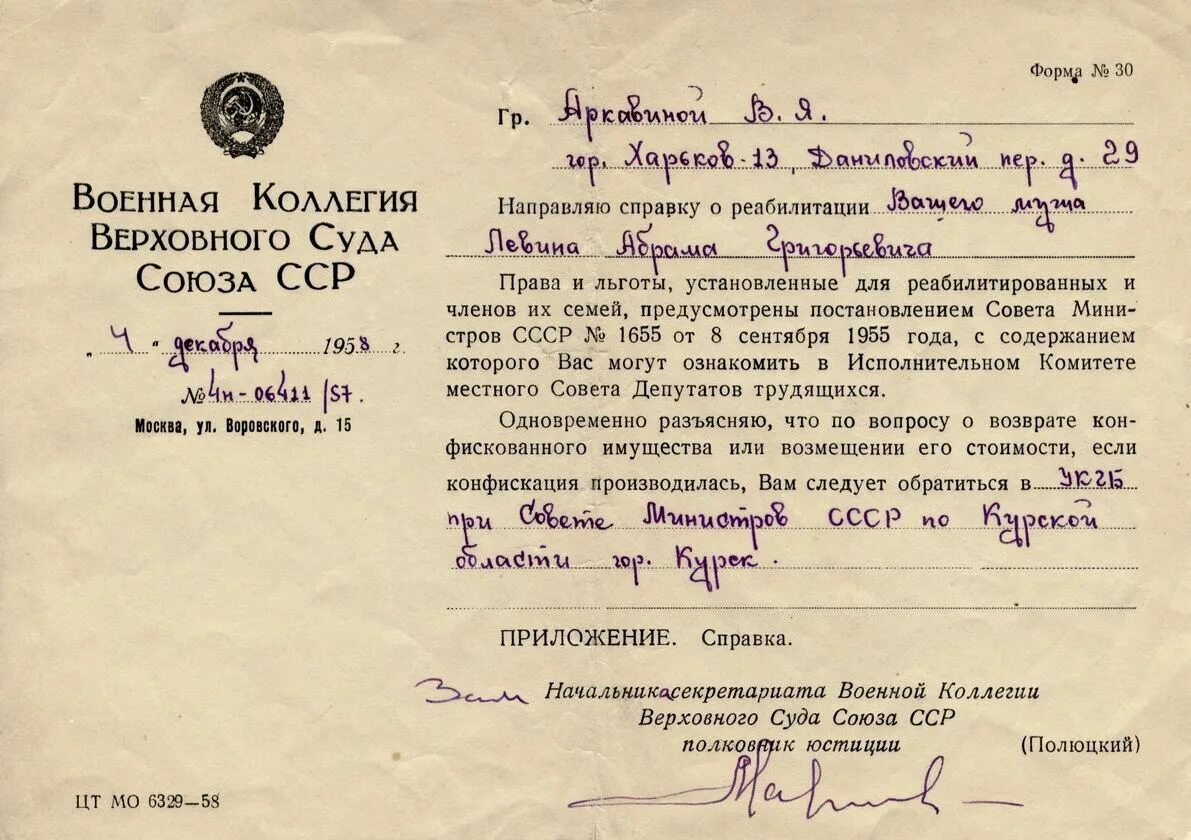 Форма № 30
ВОЕННАЯ КОЛЛЕГИЯ
ВЕРХОВНОГО СУДА
СОЮЗА ССР
„ 4 “ декабря 1958 г.
№ 4н-06421/57.
Москва, ул. Воровского, д. 15
Гр. Аркавиной В. Я.
гор. Харьков-13, Даниловский пер. д. 29
Направляю справку о реабилитации Вашего мужа
Левина Абрама Григорьевича
Права и льготы, установленные для реабилитированных и
членов их семей, предусмотрены постановлением Совета Мини-
стров СССР № 1655 от 8 сентября 1955 года, с содержанием
которого Вас могут ознакомить в Исполнительном Комитете
местного Совета Депутатов трудящихся.
Одновременно разъясняю, что по вопросу о возврате кон-
фискованного имущества или возмещении его стоимости, если
конфискация производилась, Вам следует обратиться в УКГБ
при Совете Министров СССР по Курской
области гор. Курск.
ПРИЛОЖЕНИЕ. Справка.
Зам Начальника секретариата Военной Коллегии
Верховного Суда Союза ССР
полковник юстиции (Полюцкий)
ЦТ МО 6329—58